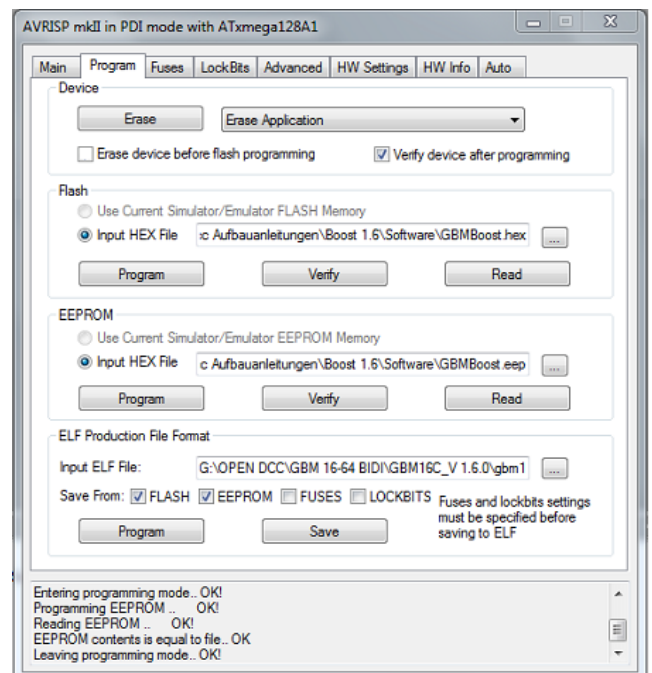 AVRISP mkII in PDI mode with ATxmega128A1
Main Program Fuses LockBits Advanced HW Settings HW Info Auto
Device
Erase Erase Application
Erase device before flash programming Verify device after programming
Flash
Use Current Simulator/Emulator FLASH Memory
Input HEX File :c Aufbauanleitungen\Boost 1.6\Software\GBMBoost.hex ...
Program Verify Read
EEPROM
Use Current Simulator/Emulator EEPROM Memory
Input HEX File c Aufbauanleitungen\Boost 1.6\Software\GBMBoost.eep ...
Program Verify Read
ELF Production File Format
Input ELF File: G:\OPEN DCC\GBM 16-64 BIDI\GBM16C_V 1.6.0\gbm1 ...
Save From: FLASH EEPROM FUSES LOCKBITS
Fuses and lockbits settings
must be specified before
saving to ELF
Program Save
Entering programming mode.. OK!
Programming EEPROM .. OK!
Reading EEPROM .. OK!
EEPROM contents is equal to file.. OK
Leaving programming mode.. OK!